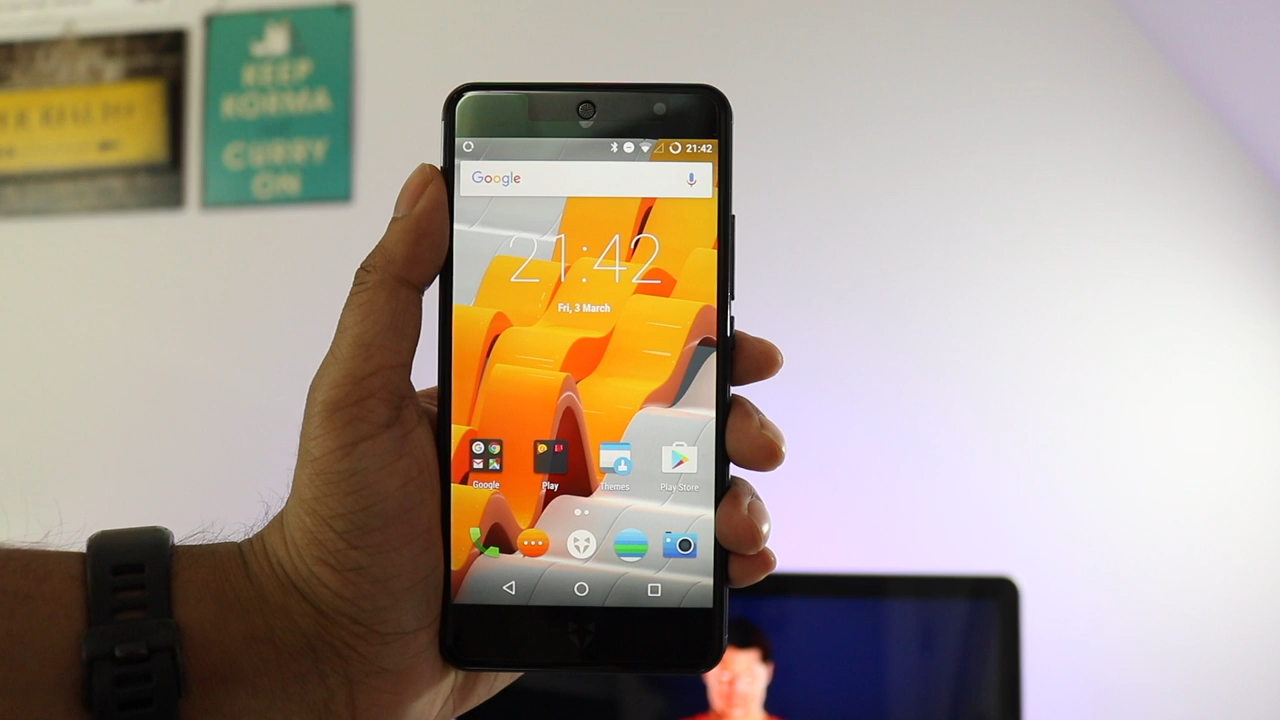 KEEP
KORMA
CURRY
ON
21:42
Google
21:42
Fri, 3 March
Google
Play
Themes
Play Store